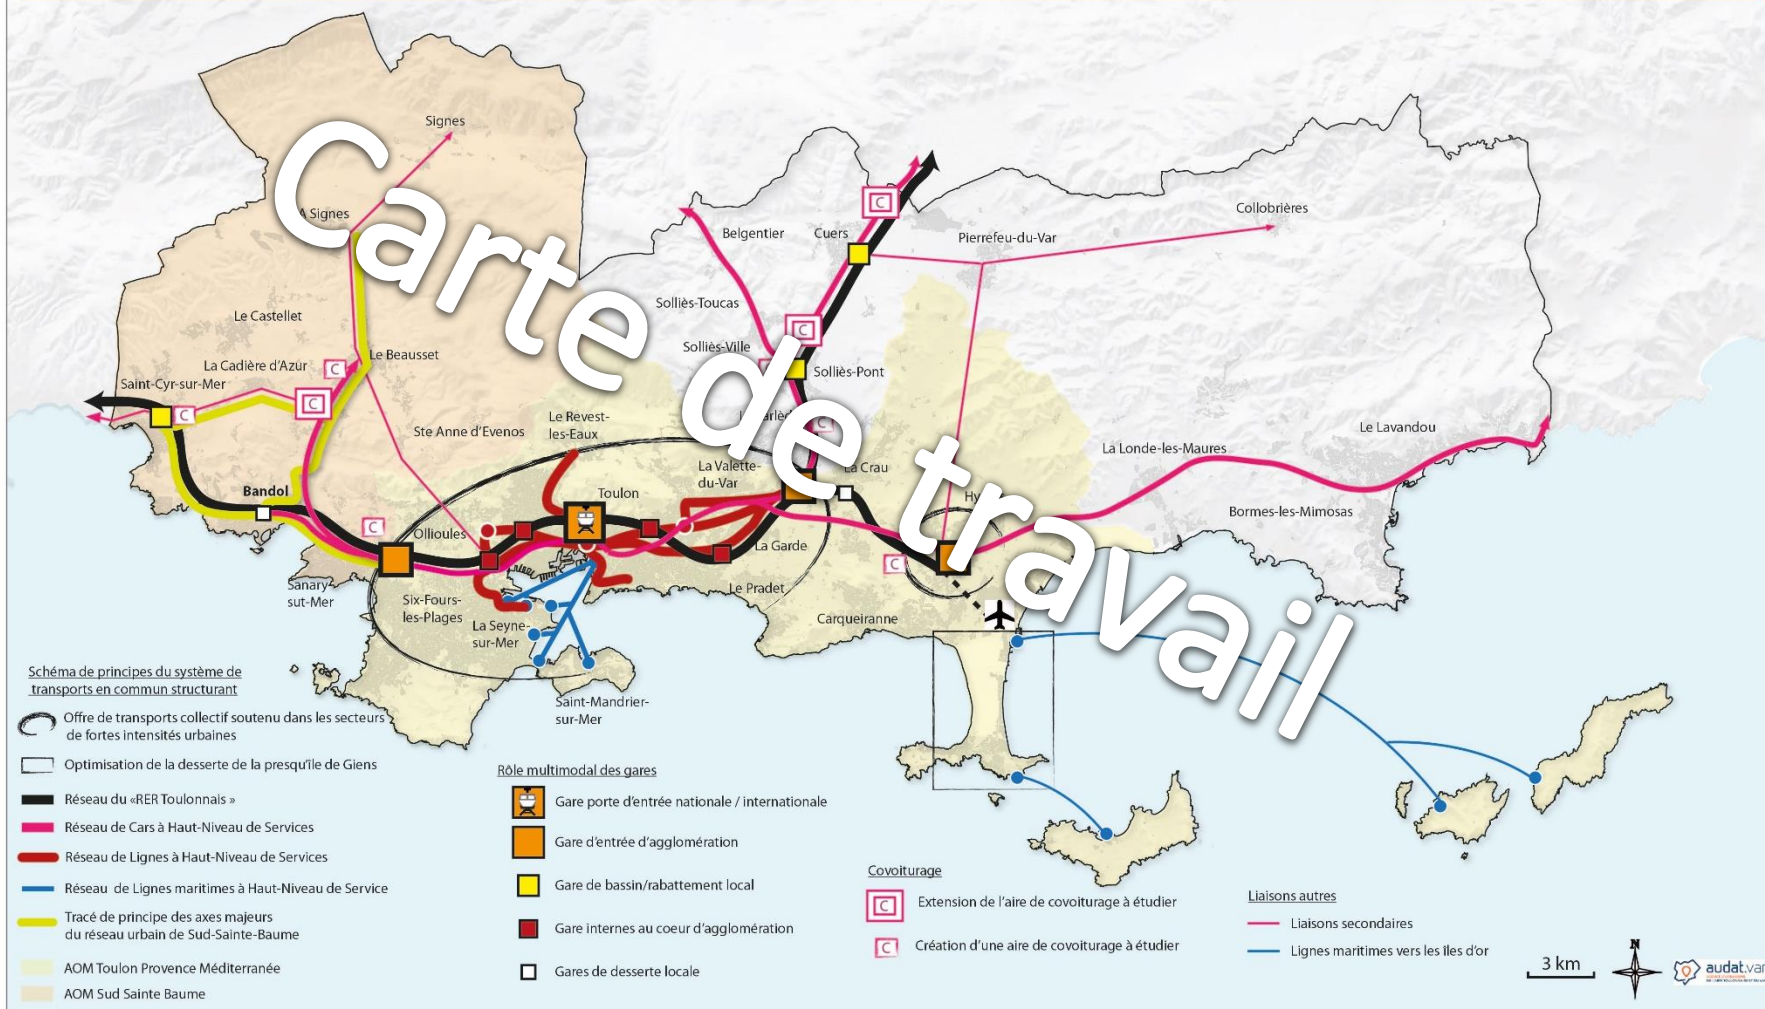 Signes
A Signes
Collobrières
Belgentier
Cuers
Pierrefeu-du-Var
Solliès-Toucas
Le Castellet
Solliès-Ville
Le Beausset
La Cadière d'Azur
Solliès-Pont
Saint-Cyr-sur-Mer
Le Revest-
les-Eaux
Ste Anne d'Evenos
Le Lavandou
La Londe-les-Maures
La Valette-
du-Var
La Crau
Bandol
Toulon
Bormes-les-Mimosas
Ollioules
La Garde
Sanary-
sut-Mer
Le Pradet
Six-Fours-
les-Plages
La Seyne-
sur-Mer
Carqueiranne
Saint-Mandrier-
sur-Mer
C
C
C
C
C
C
C
C
C
Carte de travail
Schéma de principes du système de
transports en commun structurant
Offre de transports collectif soutenu dans les secteurs
de fortes intensités urbaines
Optimisation de la desserte de la presqu'île de Giens
Réseau du «RER Toulonnais »
Réseau de Cars à Haut-Niveau de Services
Réseau de Lignes à Haut-Niveau de Services
Réseau de Lignes maritimes à Haut-Niveau de Service
Tracé de principe des axes majeurs
du réseau urbain de Sud-Sainte-Baume
AOM Toulon Provence Méditerranée
AOM Sud Sainte Baume
Rôle multimodal des gares
Gare porte d'entrée nationale / internationale
Gare d'entrée d'agglomération
Gare de bassin/rabattement local
Gare internes au coeur d'agglomération
Gares de desserte locale
Covoiturage
C
Extension de l'aire de covoiturage à étudier
C
Création d'une aire de covoiturage à étudier
Liaisons autres
Liaisons secondaires
Lignes maritimes vers les îles d'or
3 km
N
audat.var